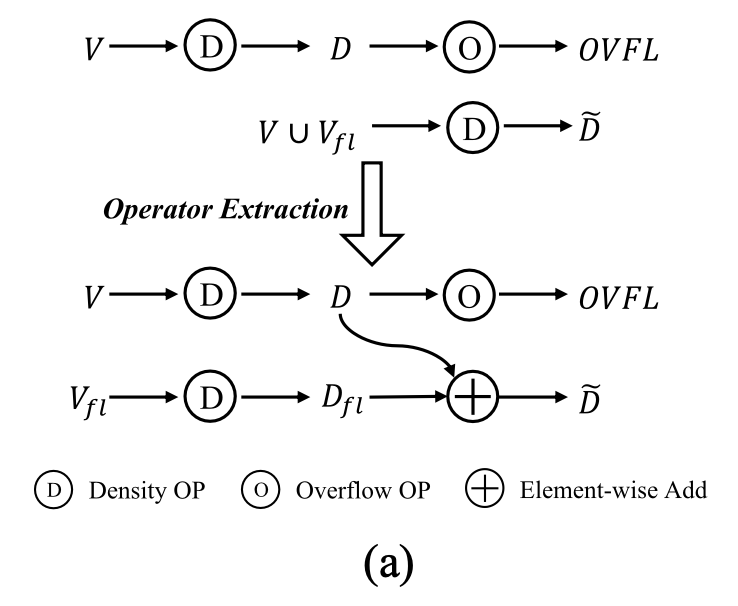 V D D O OVFL
V ∪ V_fl D D̃
Operator Extraction
V D D O OVFL
V_fl D D_fl + D̃
D Density OP O Overflow OP + Element-wise Add
(a)